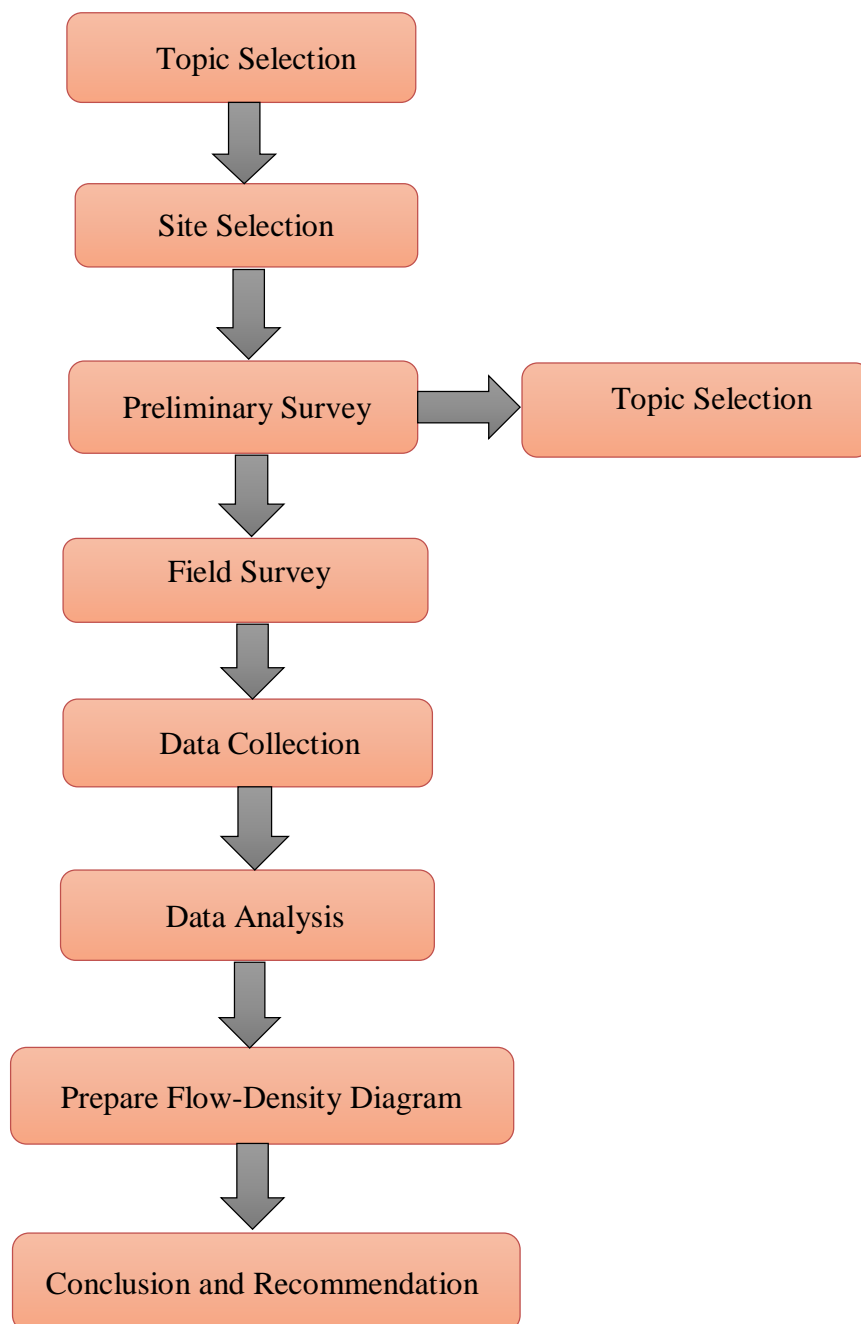 Topic Selection
Site Selection
Preliminary Survey
Topic Selection
Field Survey
Data Collection
Data Analysis
Prepare Flow-Density Diagram
Conclusion and Recommendation